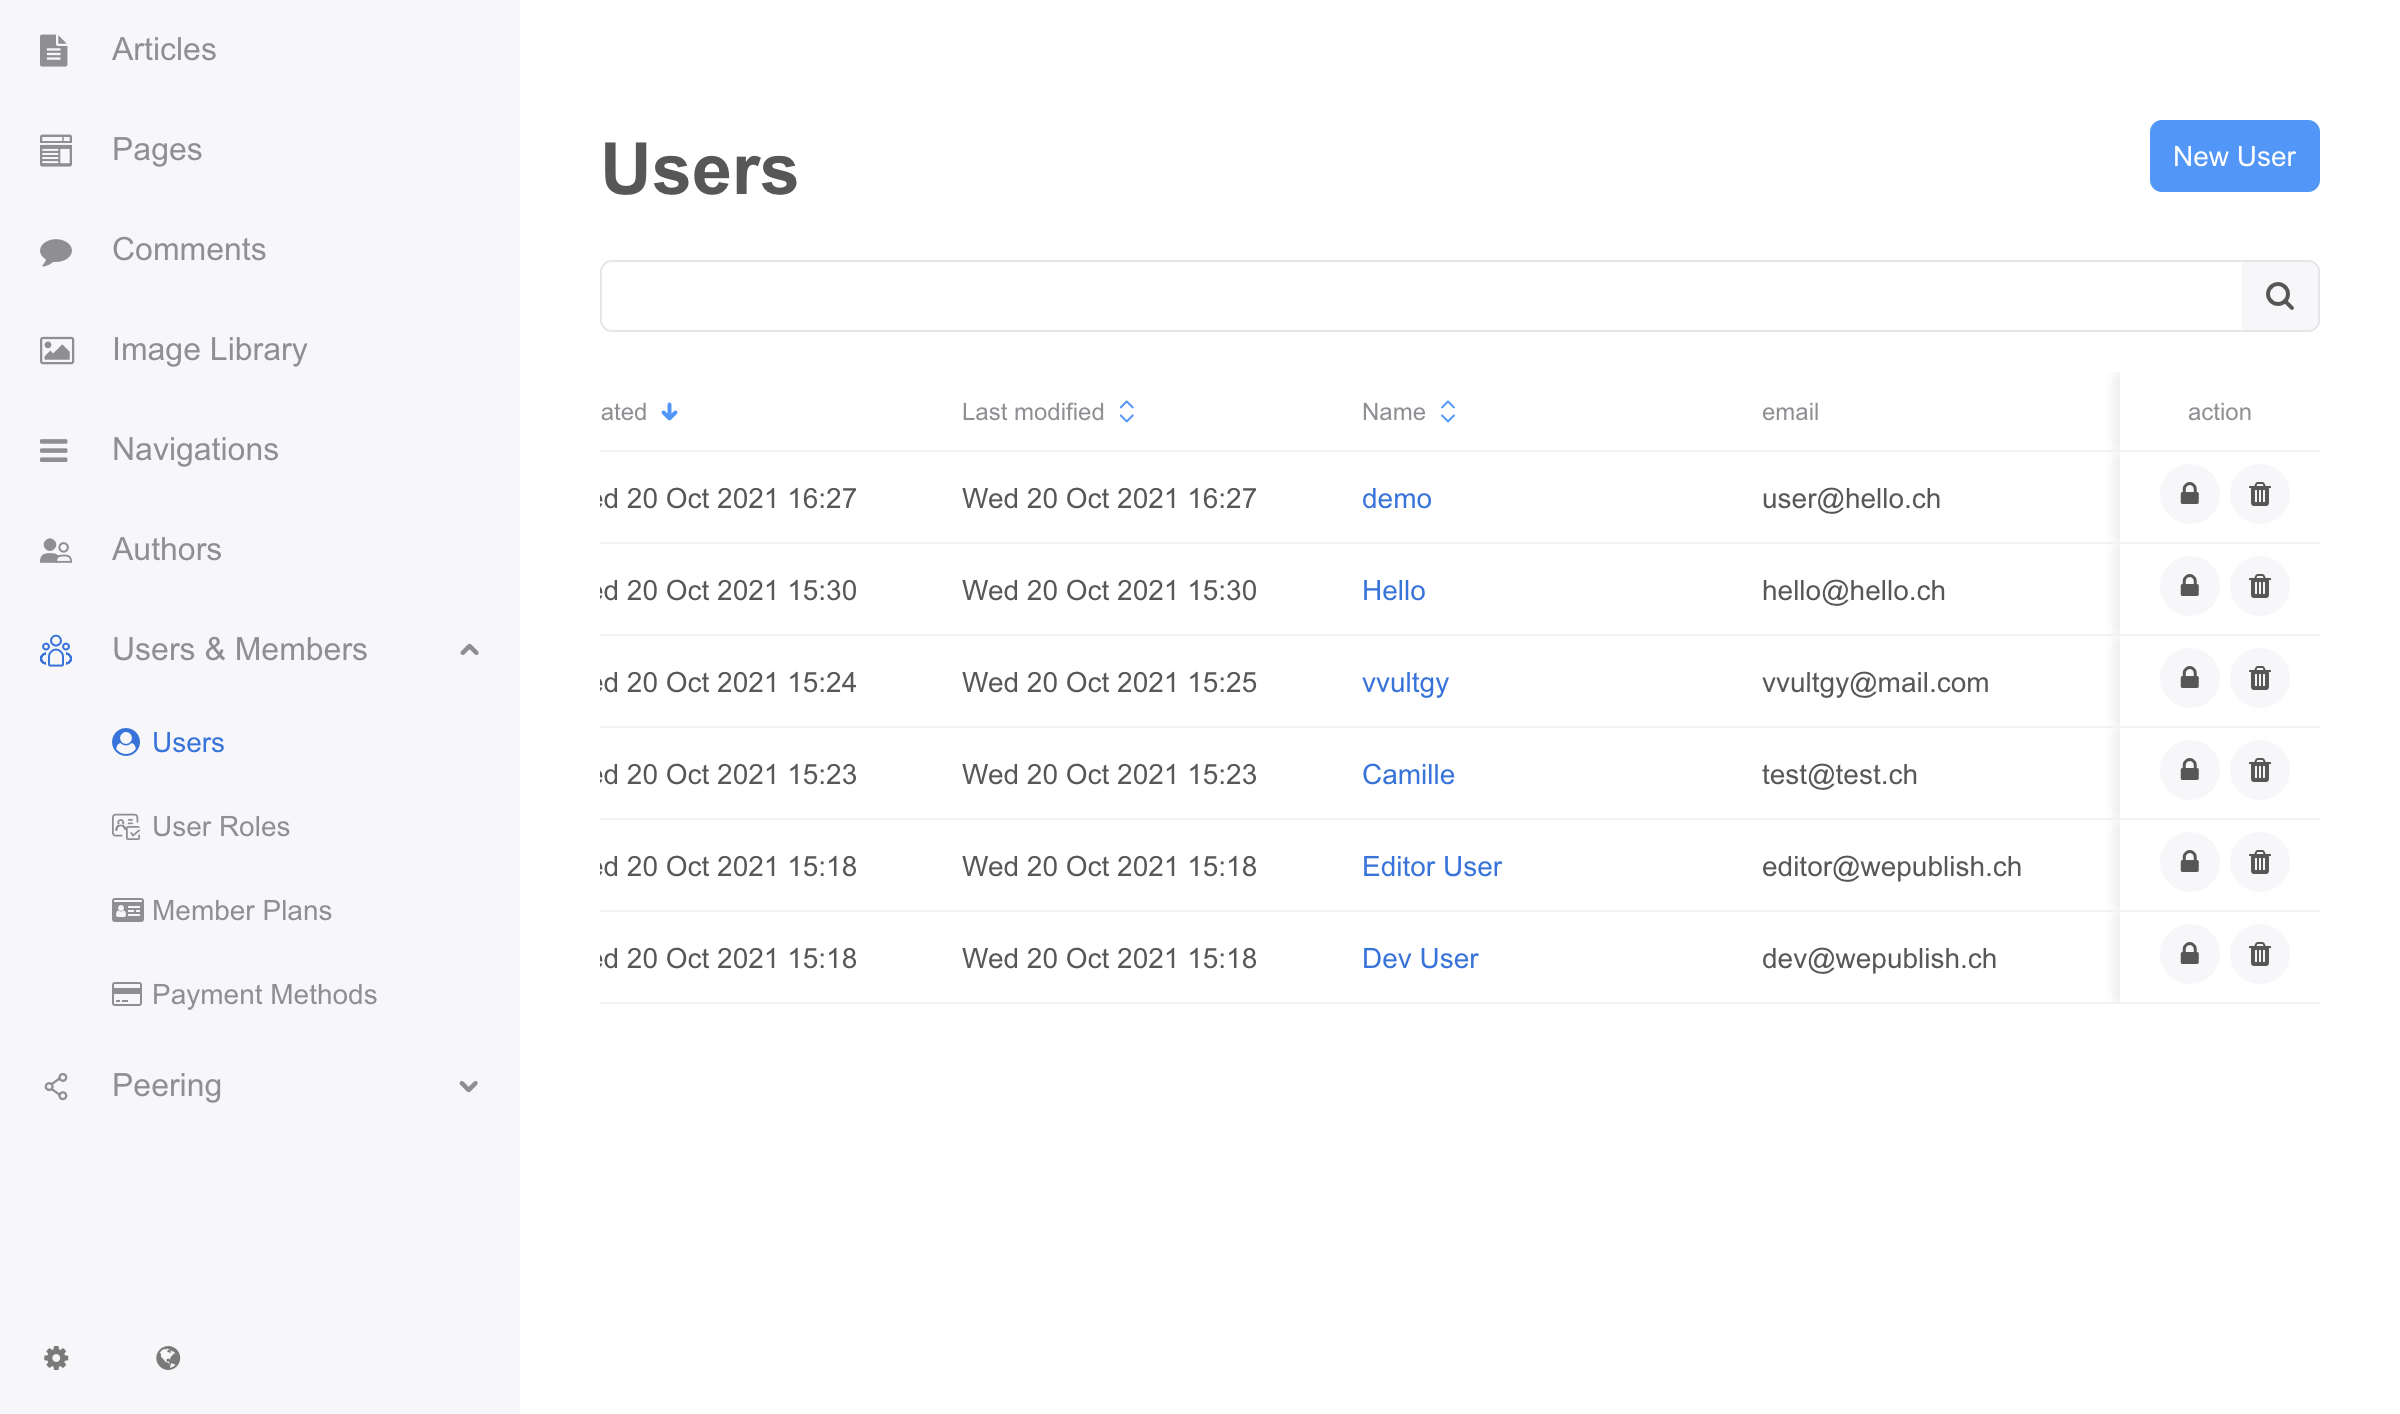 Articles
Pages
Comments
Image Library
Navigations
Authors
Users & Members
Users
User Roles
Member Plans
Payment Methods
Peering
Users
New User
ated Last modified Name email action
ed 20 Oct 2021 16:27 Wed 20 Oct 2021 16:27 demo user@hello.ch
ed 20 Oct 2021 15:30 Wed 20 Oct 2021 15:30 Hello hello@hello.ch
ed 20 Oct 2021 15:24 Wed 20 Oct 2021 15:25 vvultgy vvultgy@mail.com
ed 20 Oct 2021 15:23 Wed 20 Oct 2021 15:23 Camille test@test.ch
ed 20 Oct 2021 15:18 Wed 20 Oct 2021 15:18 Editor User editor@wepublish.ch
ed 20 Oct 2021 15:18 Wed 20 Oct 2021 15:18 Dev User dev@wepublish.ch